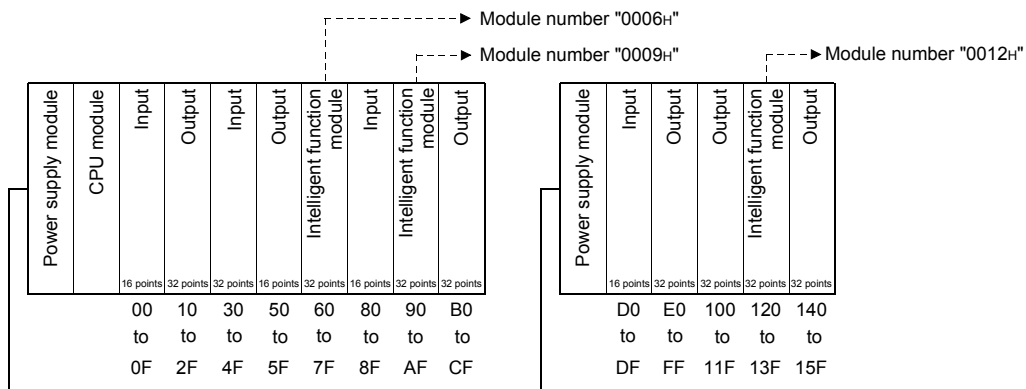 Module number "0006H"
Module number "0009H"
Module number "0012H"
Power supply module
CPU module
Input
16 points
Output
32 points
Input
32 points
Output
16 points
Intelligent function
module
32 points
Input
16 points
Intelligent function
module
32 points
Output
32 points
Power supply module
Input
16 points
Output
32 points
Output
32 points
Intelligent function
module
32 points
Output
32 points
00 10 30 50 60 80 90 B0 D0 E0 100 120 140
to to to to to to to to to to to to to
0F 2F 4F 5F 7F 8F AF CF DF FF 11F 13F 15F